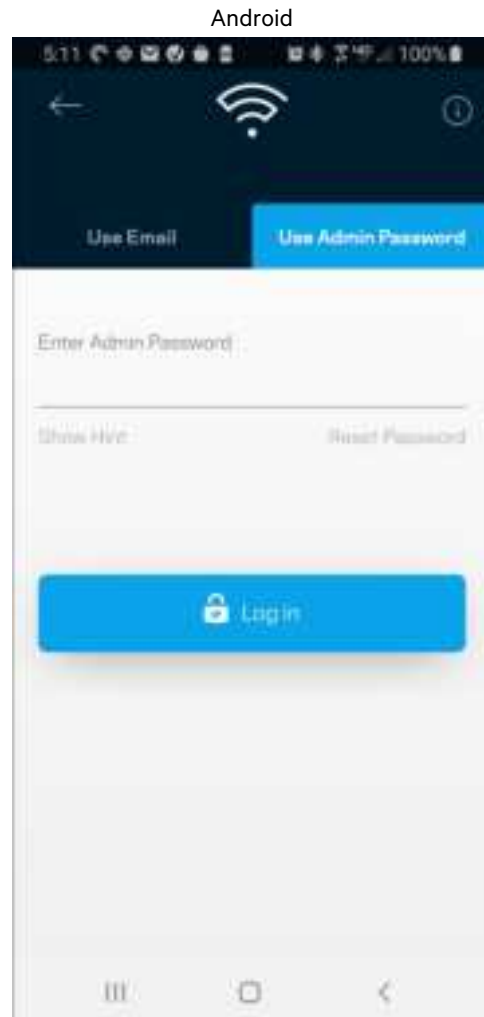 Android
5:11 100%
Use Email Use Admin Password
Enter Admin Password
Show Hint Reset Password
Log in